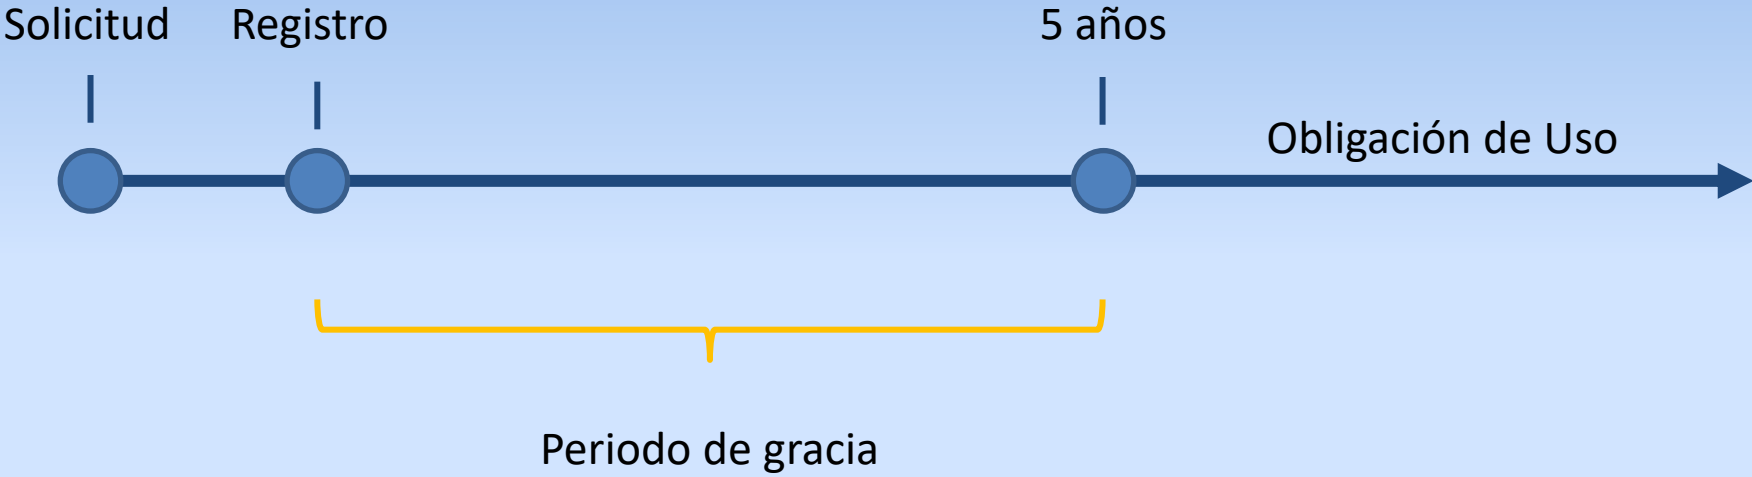 Solicitud
Registro
5 años
Obligación de Uso
Periodo de gracia